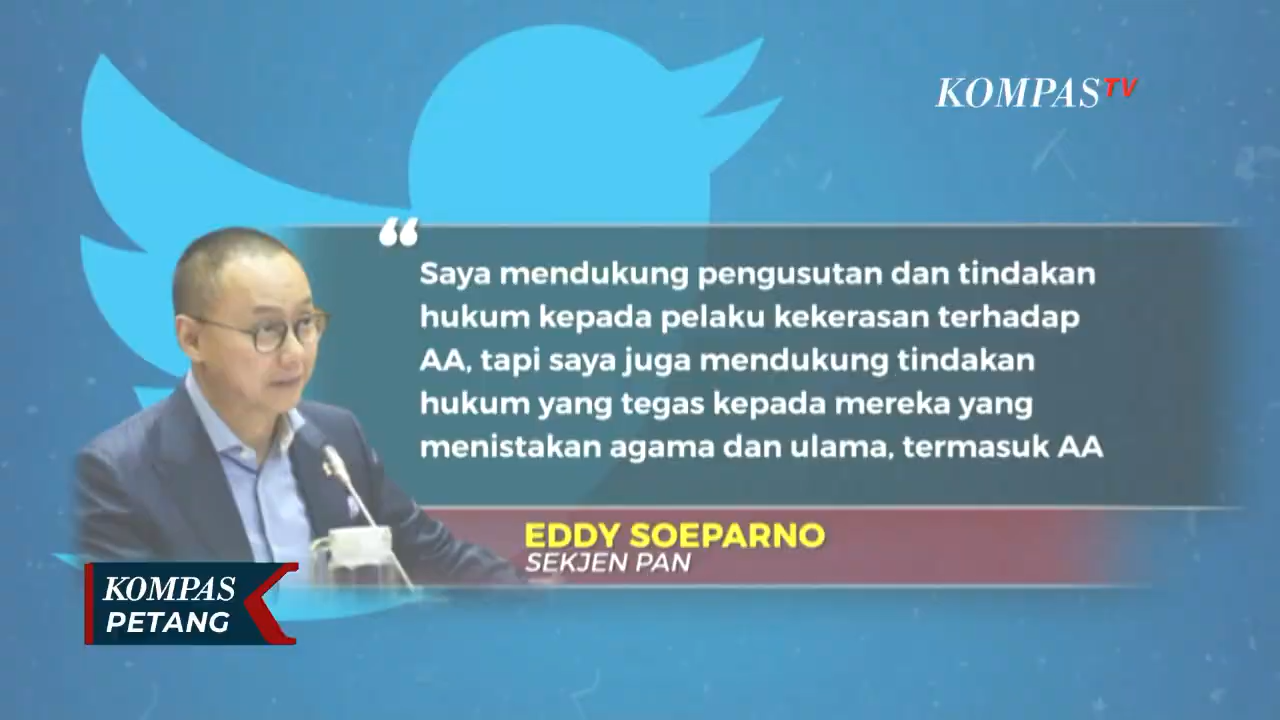 KOMPASTV
“
Saya mendukung pengusutan dan tindakan
hukum kepada pelaku kekerasan terhadap
AA, tapi saya juga mendukung tindakan
hukum yang tegas kepada mereka yang
menistakan agama dan ulama, termasuk AA
EDDY SOEPARNO
SEKJEN PAN
KOMPAS
PETANG